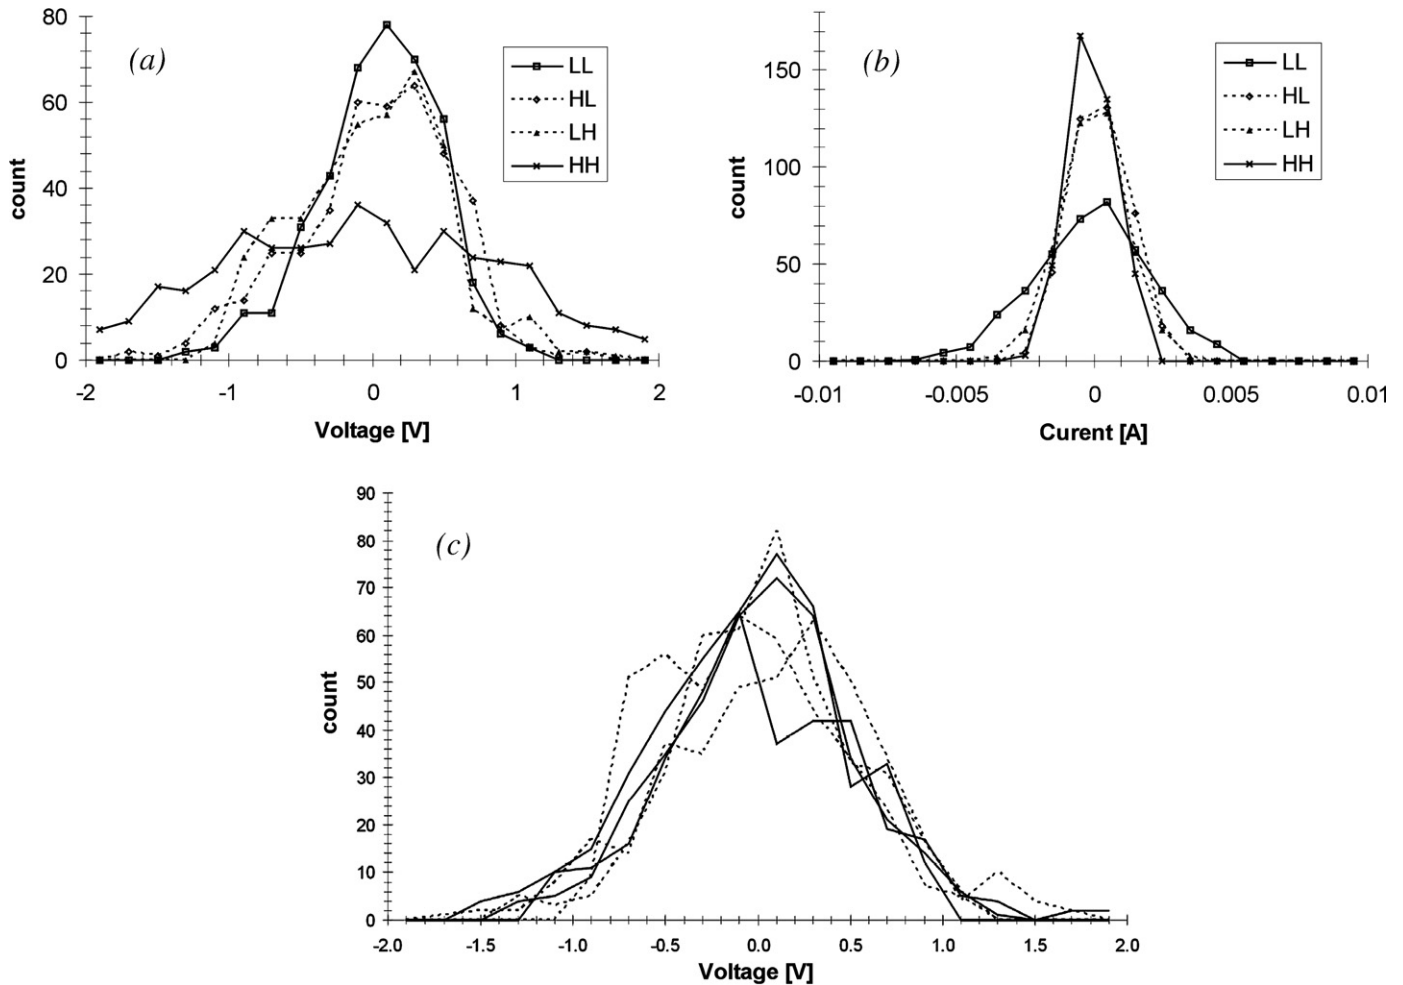 (a)
80
60
40
20
0
count
-2 -1 0 1 2
Voltage [V]
LL
HL
LH
HH
(b)
150
100
50
0
count
-0.01 -0.005 0 0.005 0.01
Curent [A]
LL
HL
LH
HH
(c)
90
80
70
60
50
40
30
20
10
0
count
-2.0 -1.5 -1.0 -0.5 0.0 0.5 1.0 1.5 2.0
Voltage [V]